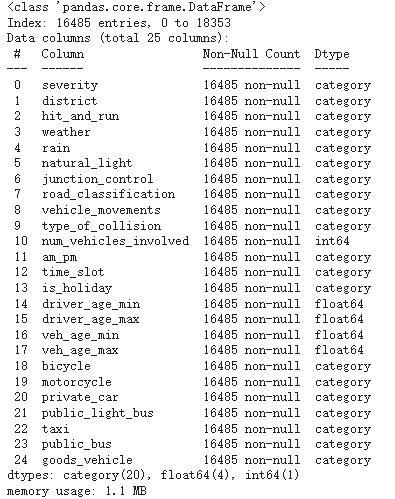 <class 'pandas.core.frame.DataFrame'>
Index: 16485 entries, 0 to 18353
Data columns (total 25 columns):
 #   Column                 Non-Null Count  Dtype
---  ------                 --------------  -----
 0   severity               16485 non-null  category
 1   district               16485 non-null  category
 2   hit_and_run            16485 non-null  category
 3   weather                16485 non-null  category
 4   rain                   16485 non-null  category
 5   natural_light          16485 non-null  category
 6   junction_control       16485 non-null  category
 7   road_classification    16485 non-null  category
 8   vehicle_movements      16485 non-null  category
 9   type_of_collision      16485 non-null  category
 10  num_vehicles_involved  16485 non-null  int64
 11  am_pm                  16485 non-null  category
 12  time_slot              16485 non-null  category
 13  is_holiday             16485 non-null  category
 14  driver_age_min         16485 non-null  float64
 15  driver_age_max         16485 non-null  float64
 16  veh_age_min            16485 non-null  float64
 17  veh_age_max            16485 non-null  float64
 18  bicycle                16485 non-null  category
 19  motorcycle             16485 non-null  category
 20  private_car            16485 non-null  category
 21  public_light_bus       16485 non-null  category
 22  taxi                   16485 non-null  category
 23  public_bus             16485 non-null  category
 24  goods_vehicle          16485 non-null  category
dtypes: category(20), float64(4), int64(1)
memory usage: 1.1 MB